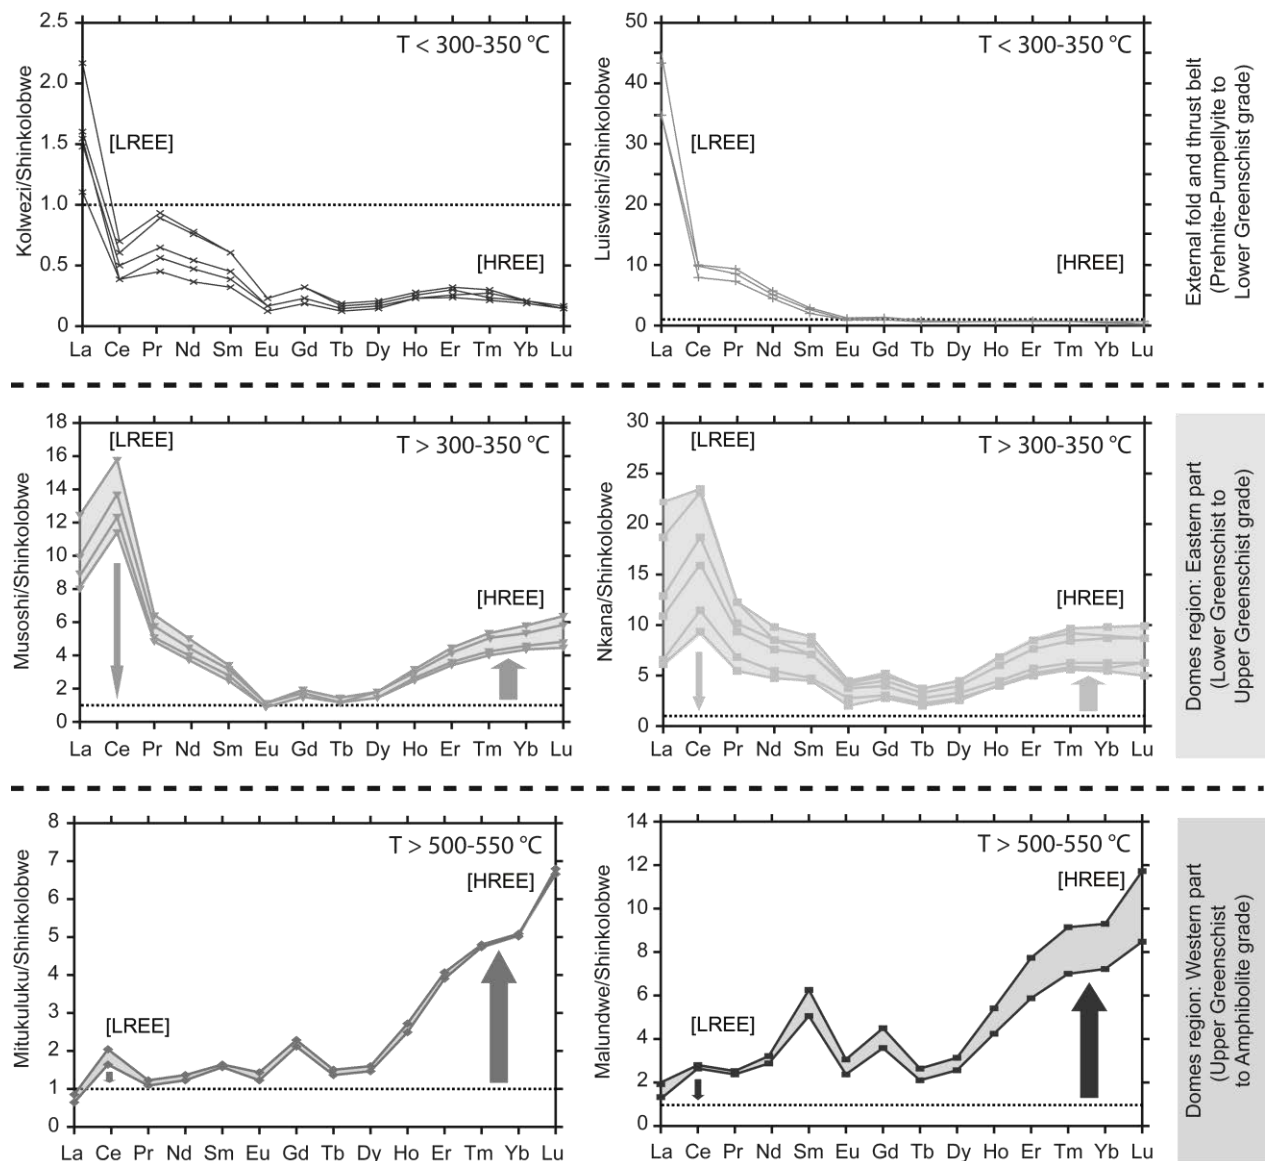 2.5
2.0
1.5
1.0
0.5
0
Kolwezi/Shinkolobwe
T < 300-350 °C
[LREE]
[HREE]
La Ce Pr Nd Sm Eu Gd Tb Dy Ho Er Tm Yb Lu
50
40
30
20
10
0
Luiswishi/Shinkolobwe
T < 300-350 °C
[LREE]
[HREE]
La Ce Pr Nd Sm Eu Gd Tb Dy Ho Er Tm Yb Lu
External fold and thrust belt
(Prehnite-Pumpellyite to
Lower Greenschist grade)
18
16
14
12
10
8
6
4
2
0
Musoshi/Shinkolobwe
[LREE]
T > 300-350 °C
[HREE]
La Ce Pr Nd Sm Eu Gd Tb Dy Ho Er Tm Yb Lu
30
25
20
15
10
5
0
Nkana/Shinkolobwe
[LREE]
T > 300-350 °C
[HREE]
La Ce Pr Nd Sm Eu Gd Tb Dy Ho Er Tm Yb Lu
Domes region: Eastern part
(Lower Greenschist to
Upper Greenschist grade)
8
7
6
5
4
3
2
1
0
Mitukuluku/Shinkolobwe
T > 500-550 °C
[HREE]
[LREE]
La Ce Pr Nd Sm Eu Gd Tb Dy Ho Er Tm Yb Lu
14
12
10
8
6
4
2
0
Malundwe/Shinkolobwe
T > 500-550 °C
[HREE]
[LREE]
La Ce Pr Nd Sm Eu Gd Tb Dy Ho Er Tm Yb Lu
Domes region: Western part
(Upper Greenschist
to Amphibolite grade)